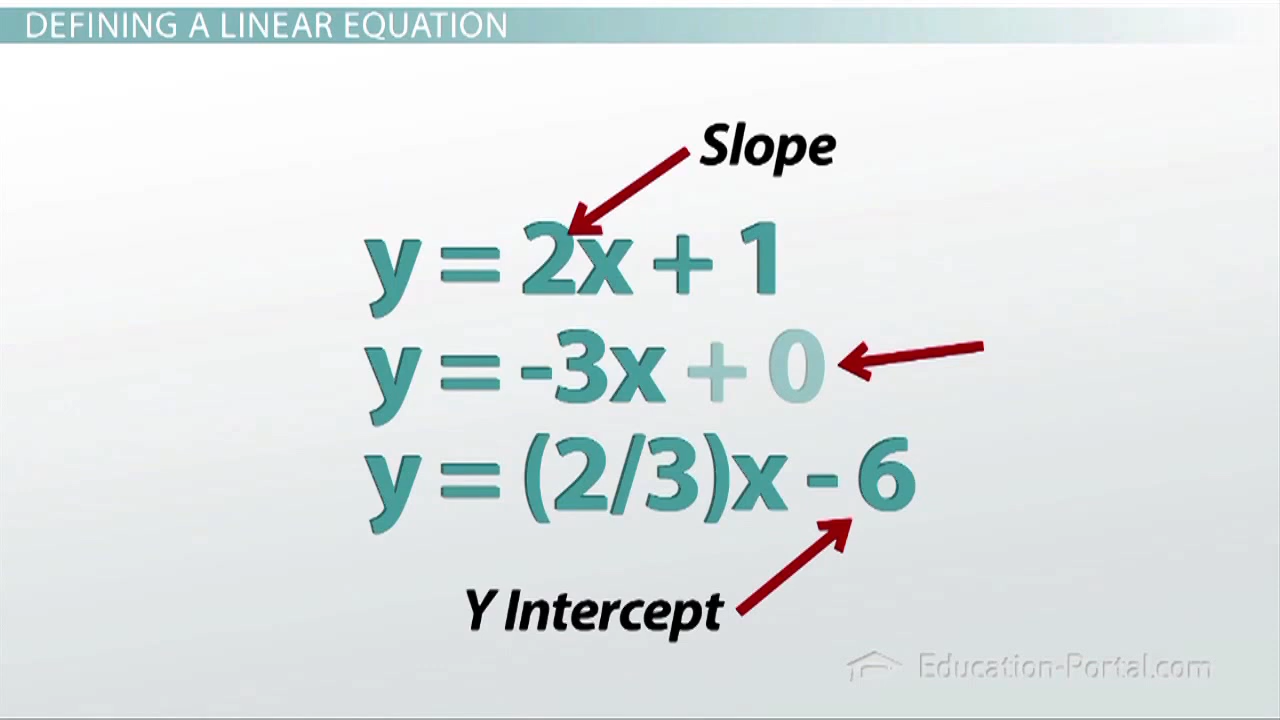 DEFINING A LINEAR EQUATION
Slope
y = 2x + 1
y = -3x + 0
y = (2/3)x - 6
Y Intercept
Education-Portal.com